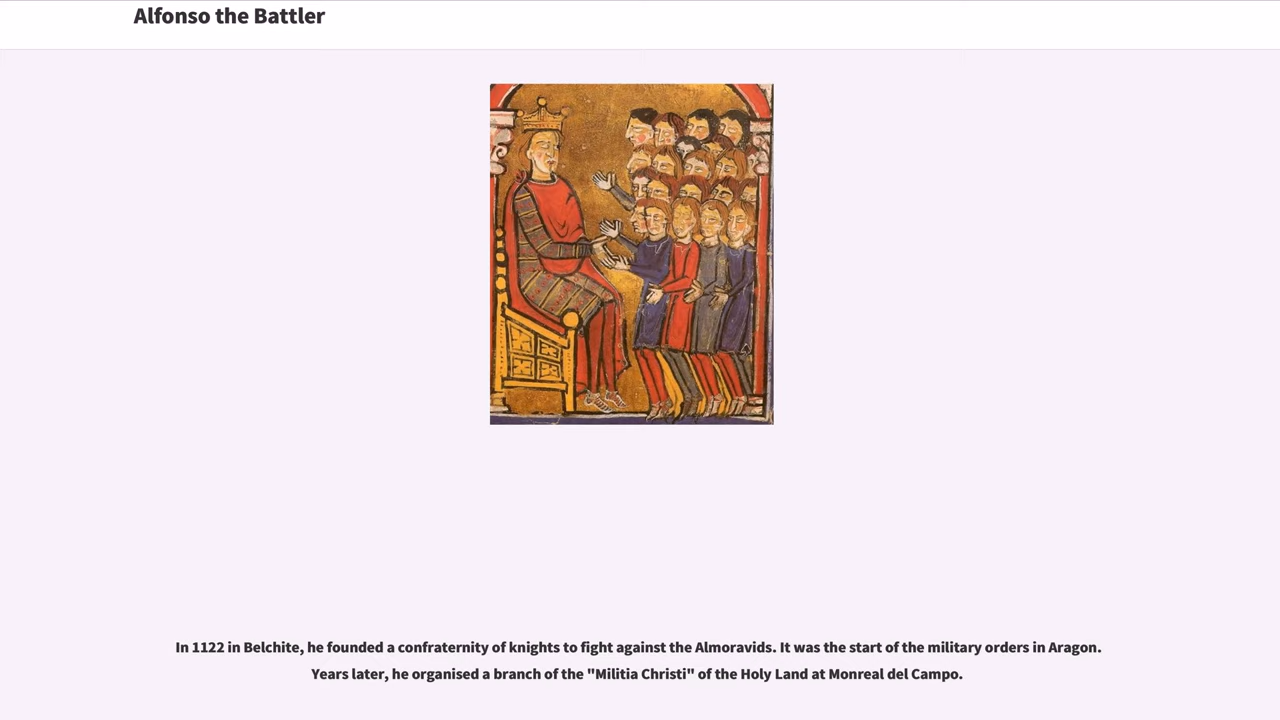 Alfonso the Battler
In 1122 in Belchite, he founded a confraternity of knights to fight against the Almoravids. It was the start of the military orders in Aragon.
Years later, he organised a branch of the "Militia Christi" of the Holy Land at Monreal del Campo.